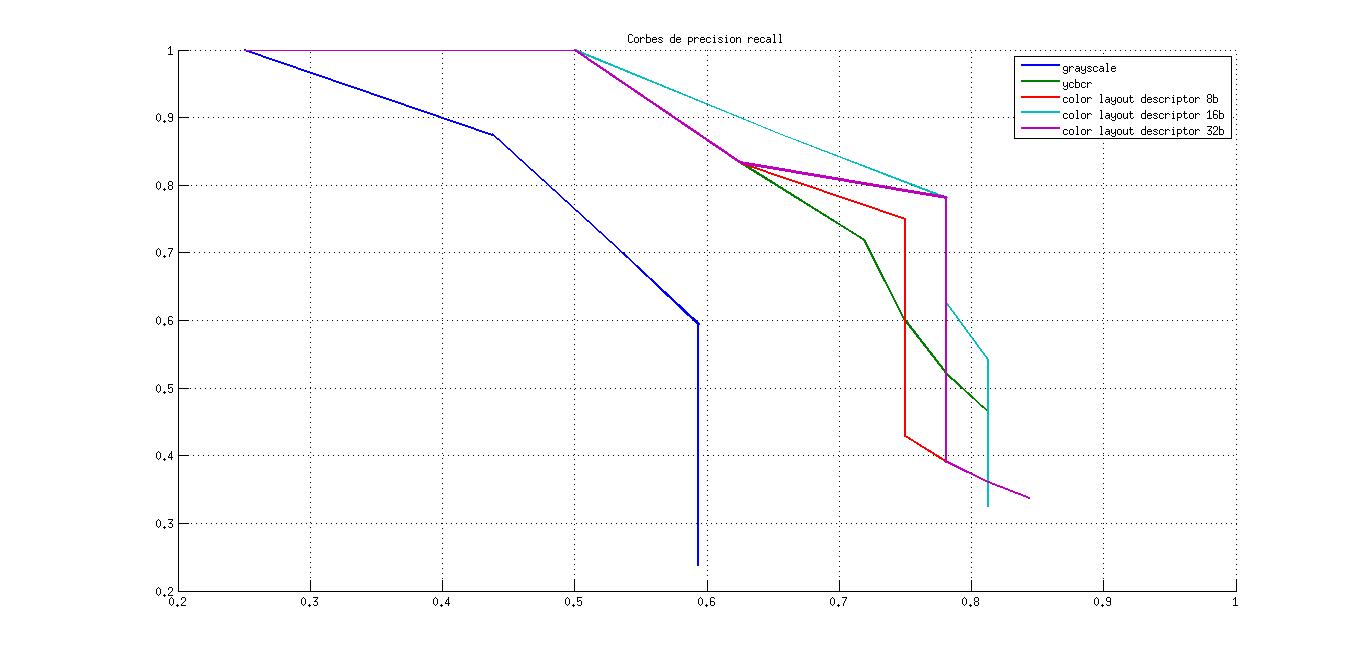 Corbes de precision recall
1
0.9
0.8
0.7
0.6
0.5
0.4
0.3
0.2
0.2 0.3 0.4 0.5 0.6 0.7 0.8 0.9 1
grayscale
ycbcr
color layout descriptor 8b
color layout descriptor 16b
color layout descriptor 32b